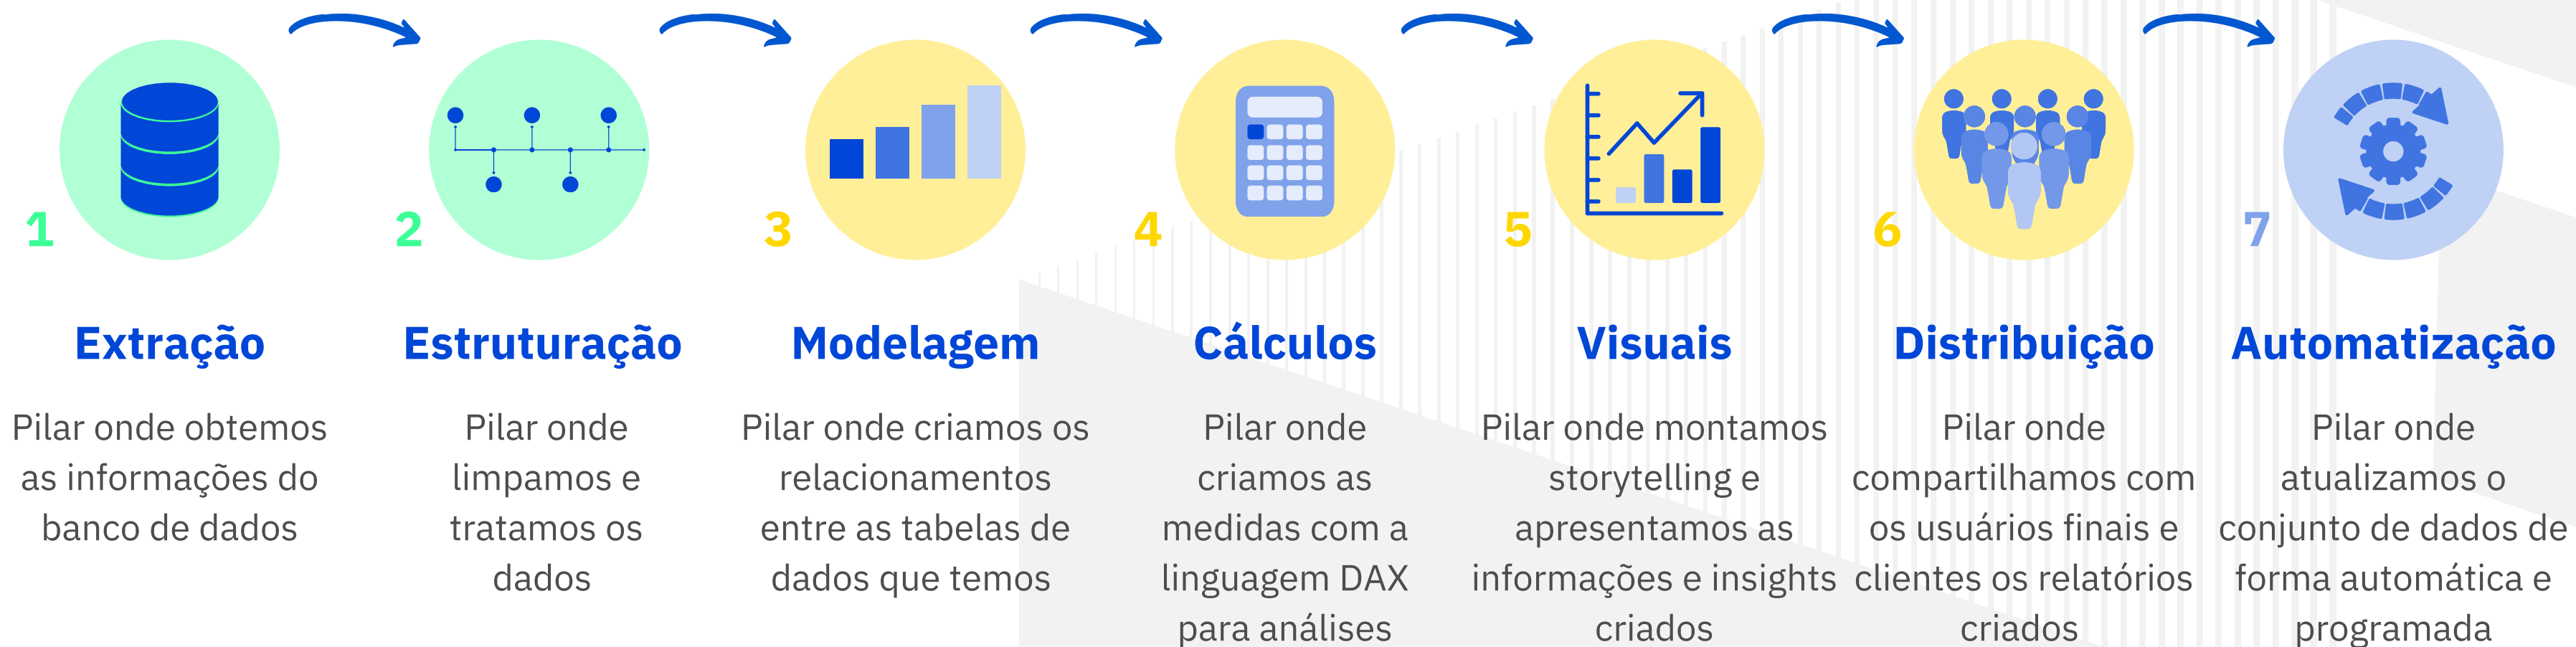 1
Extração
Pilar onde obtemos
as informações do
banco de dados
2
Estruturação
Pilar onde
limpamos e
tratamos os
dados
3
Modelagem
Pilar onde criamos os
relacionamentos
entre as tabelas de
dados que temos
4
Cálculos
Pilar onde
criamos as
medidas com a
linguagem DAX
para análises
5
Visuais
Pilar onde montamos
storytelling e
apresentamos as
informações e insights
criados
6
Distribuição
Pilar onde
compartilhamos com
os usuários finais e
clientes os relatórios
criados
7
Automatização
Pilar onde
atualizamos o
conjunto de dados de
forma automática e
programada